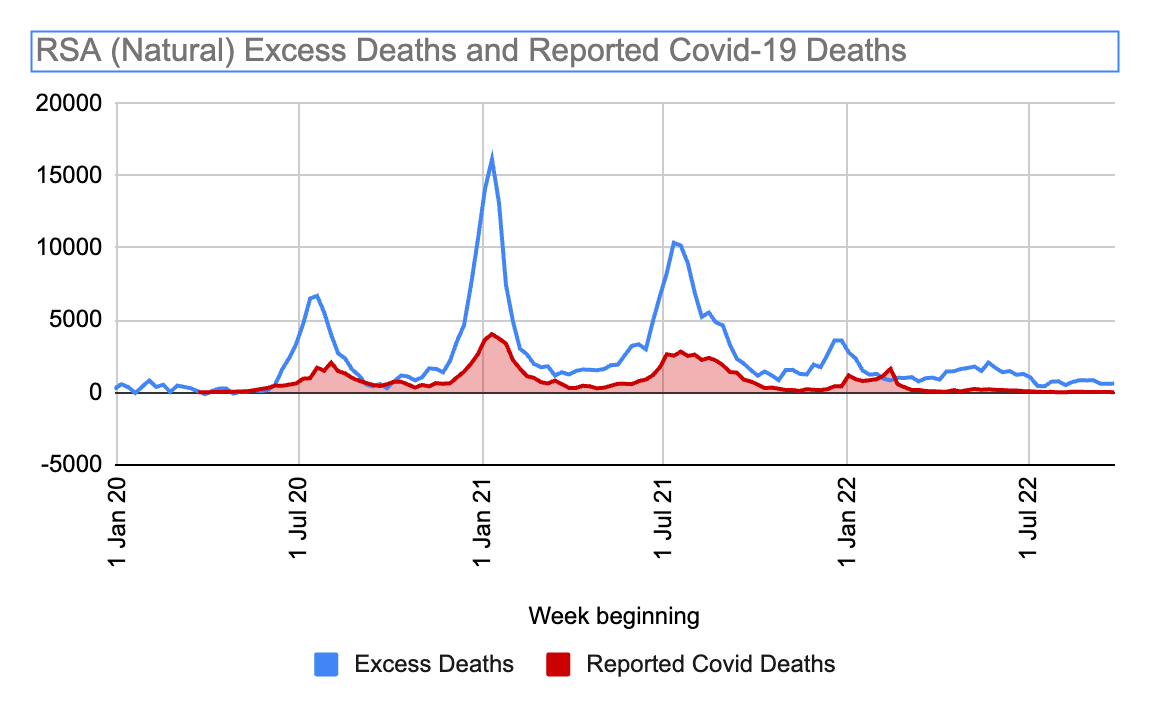 RSA (Natural) Excess Deaths and Reported Covid-19 Deaths
20000
15000
10000
5000
0
-5000
1 Jan 20
1 Jul 20
1 Jan 21
1 Jul 21
1 Jan 22
1 Jul 22
Week beginning
Excess Deaths
Reported Covid Deaths